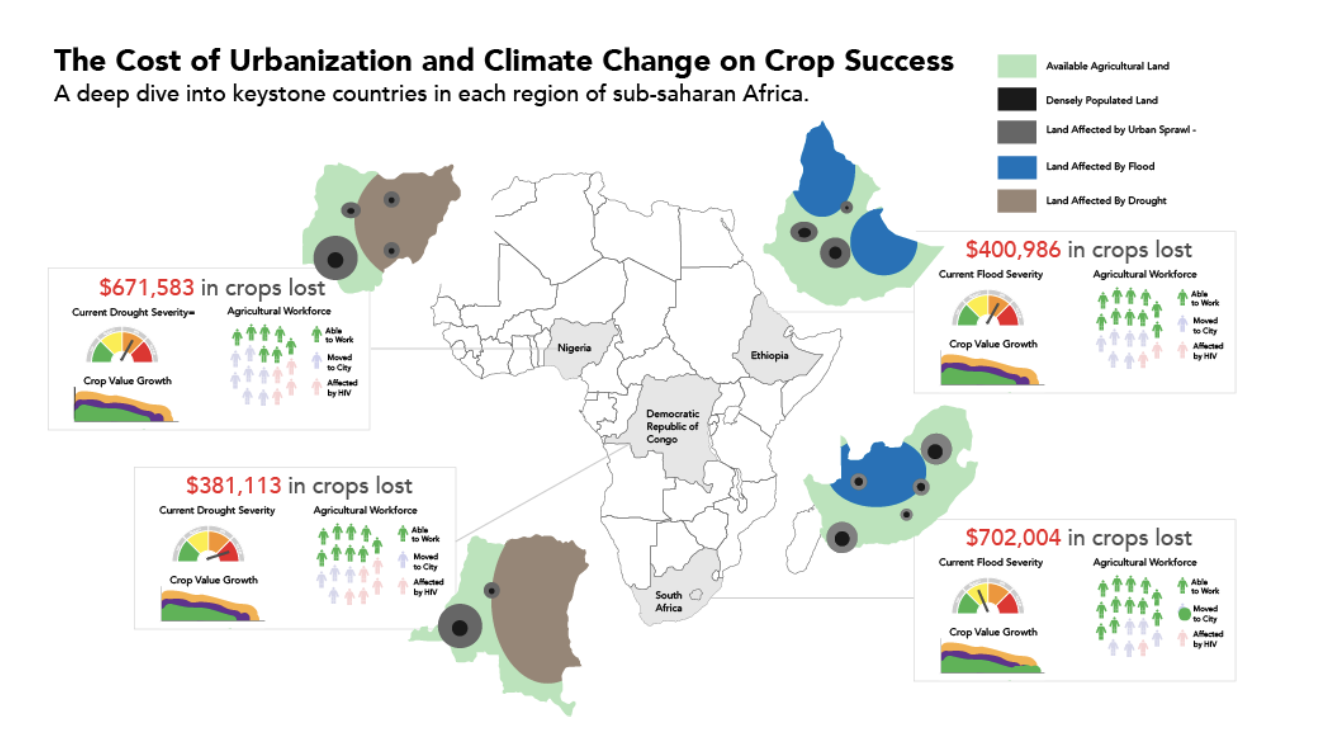 The Cost of Urbanization and Climate Change on Crop Success
A deep dive into keystone countries in each region of sub-saharan Africa.
Available Agricultural Land
Densely Populated Land
Land Affected by Urban Sprawl -
Land Affected By Flood
Land Affected By Drought
$671,583 in crops lost
Current Drought Severity=
Agricultural Workforce
Able
to Work
Moved
to City
Affected
by HIV
Crop Value Growth
$400,986 in crops lost
Current Flood Severity
Agricultural Workforce
Able
to Work
Moved
to City
Affected
by HIV
Crop Value Growth
Nigeria
Ethiopia
Democratic
Republic of
Congo
South
Africa
$381,113 in crops lost
Current Drought Severity
Agricultural Workforce
Able
to Work
Moved
to City
Affected
by HIV
Crop Value Growth
$702,004 in crops lost
Current Flood Severity
Agricultural Workforce
Able
to Work
Moved
to City
Affected
by HIV
Crop Value Growth